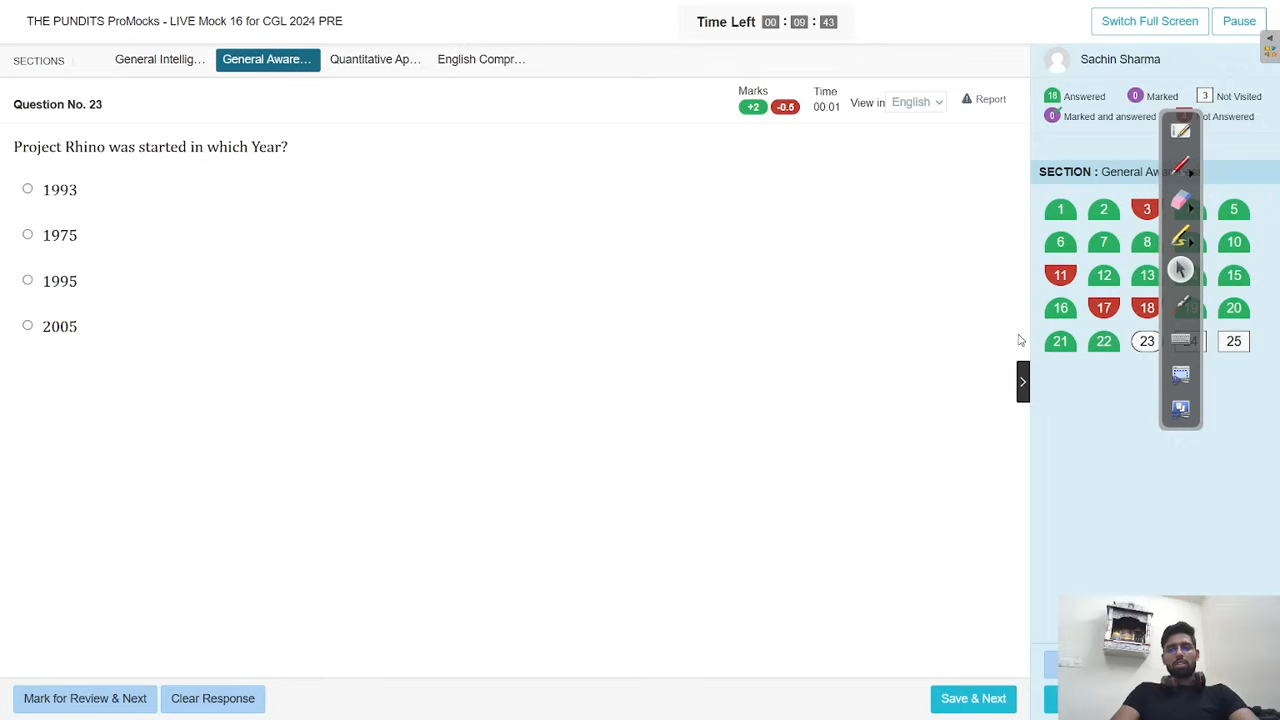 THE PUNDITS ProMocks - LIVE Mock 16 for CGL 2024 PRE
Time Left 00 : 09 : 43
Switch Full Screen
Pause
SECTIONS
General Intellig...
General Aware...
Quantitative Ap...
English Compr...
Sachin Sharma
Question No. 23
Marks
+2 -0.5
Time
00:01
View in English
Report
18 Answered
0 Marked
3 Not Visited
0 Marked and answered
Not Answered
Project Rhino was started in which Year?
1993
1975
1995
2005
SECTION : General Aw
1 2 3 5
6 7 8 10
11 12 13 15
16 17 18 19 20
21 22 23 24 25
Mark for Review & Next
Clear Response
Save & Next